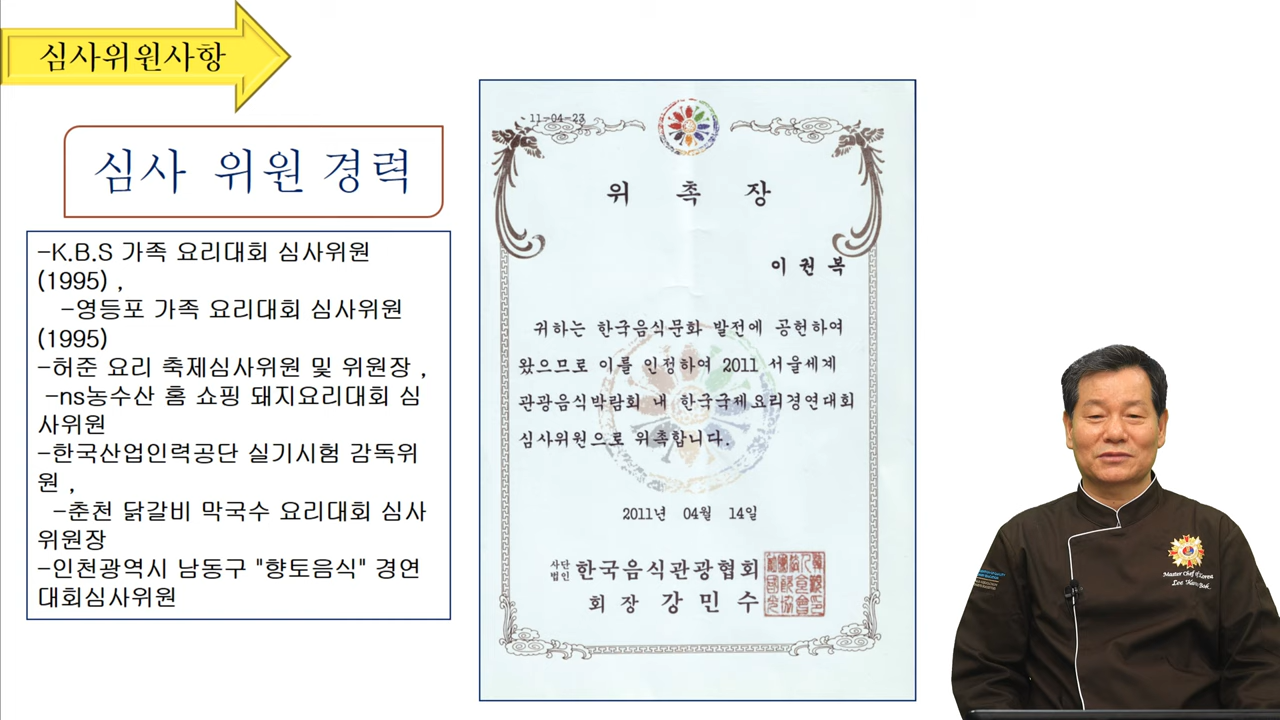 심사위원사항
심사 위원 경력
-K.B.S 가족 요리대회 심사위원
(1995) ,
-영등포 가족 요리대회 심사위원
(1995)
-허준 요리 축제심사위원 및 위원장 ,
-ns농수산 홈 쇼핑 돼지요리대회 심
사위원
-한국산업인력공단 실기시험 감독위
원 ,
-춘천 닭갈비 막국수 요리대회 심사
위원장
-인천광역시 남동구 "향토음식" 경연
대회심사위원
11-04-23
위 촉 장
이 권 복
귀하는 한국음식문화 발전에 공헌하여
왔으므로 이를 인정하여 2011 서울세계
관광음식박람회 내 한국국제요리경연대회
심사위원으로 위촉합니다.
2011년 04월 14일
사단법인 한국음식관광협회
회 장 강 민 수
Master Chef of Korea